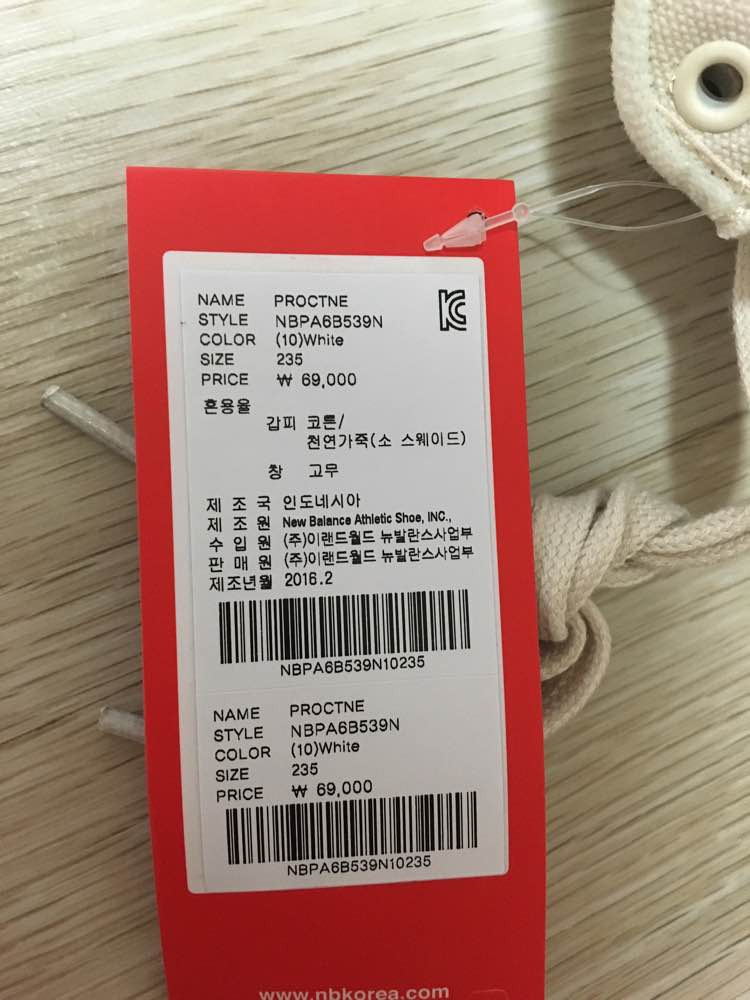 NAME PROCTNE
STYLE NBPA6B539N
COLOR (10)White
SIZE 235
PRICE ₩ 69,000
혼용율
갑피 코튼/
천연가죽(소 스웨이드)
창 고무
제 조 국 인도네시아
제 조 원 New Balance Athletic Shoe, INC.,
수 입 원 (주)이랜드월드 뉴발란스사업부
판 매 원 (주)이랜드월드 뉴발란스사업부
제조년월 2016.2
NBPA6B539N10235
NAME PROCTNE
STYLE NBPA6B539N
COLOR (10)White
SIZE 235
PRICE ₩ 69,000
NBPA6B539N10235
www.nbkorea.com